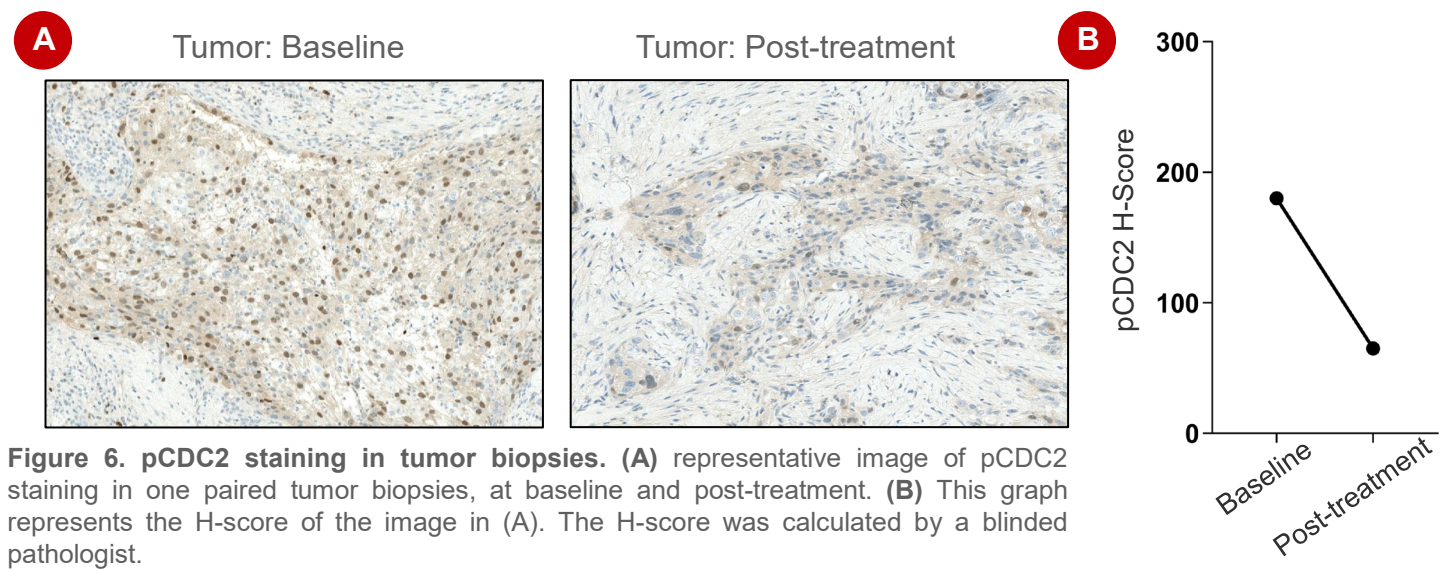 A
Tumor: Baseline
Tumor: Post-treatment
B
300
200
100
0
pCDC2 H-Score
Baseline
Post-treatment
Figure 6. pCDC2 staining in tumor biopsies. (A) representative image of pCDC2
staining in one paired tumor biopsies, at baseline and post-treatment. (B) This graph
represents the H-score of the image in (A). The H-score was calculated by a blinded
pathologist.